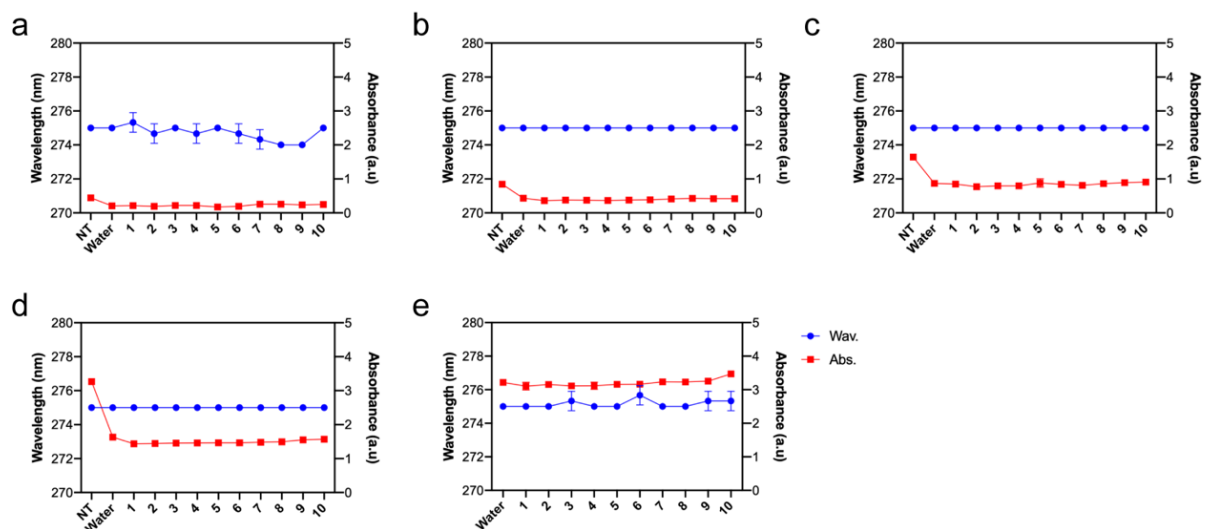 a
280
278
276
274
272
270
Wavelength (nm)
5
4
3
2
1
0
Absorbance (a.u)
NT Water 1 2 3 4 5 6 7 8 9 10
b
280
278
276
274
272
270
Wavelength (nm)
5
4
3
2
1
0
Absorbance (a.u)
NT Water 1 2 3 4 5 6 7 8 9 10
c
280
278
276
274
272
270
Wavelength (nm)
5
4
3
2
1
0
Absorbance (a.u)
NT Water 1 2 3 4 5 6 7 8 9 10
d
280
278
276
274
272
270
Wavelength (nm)
5
4
3
2
1
0
Absorbance (a.u)
NT Water 1 2 3 4 5 6 7 8 9 10
e
280
278
276
274
272
270
Wavelength (nm)
5
4
3
2
1
0
Absorbance (a.u)
Water 1 2 3 4 5 6 7 8 9 10
Wav.
Abs.